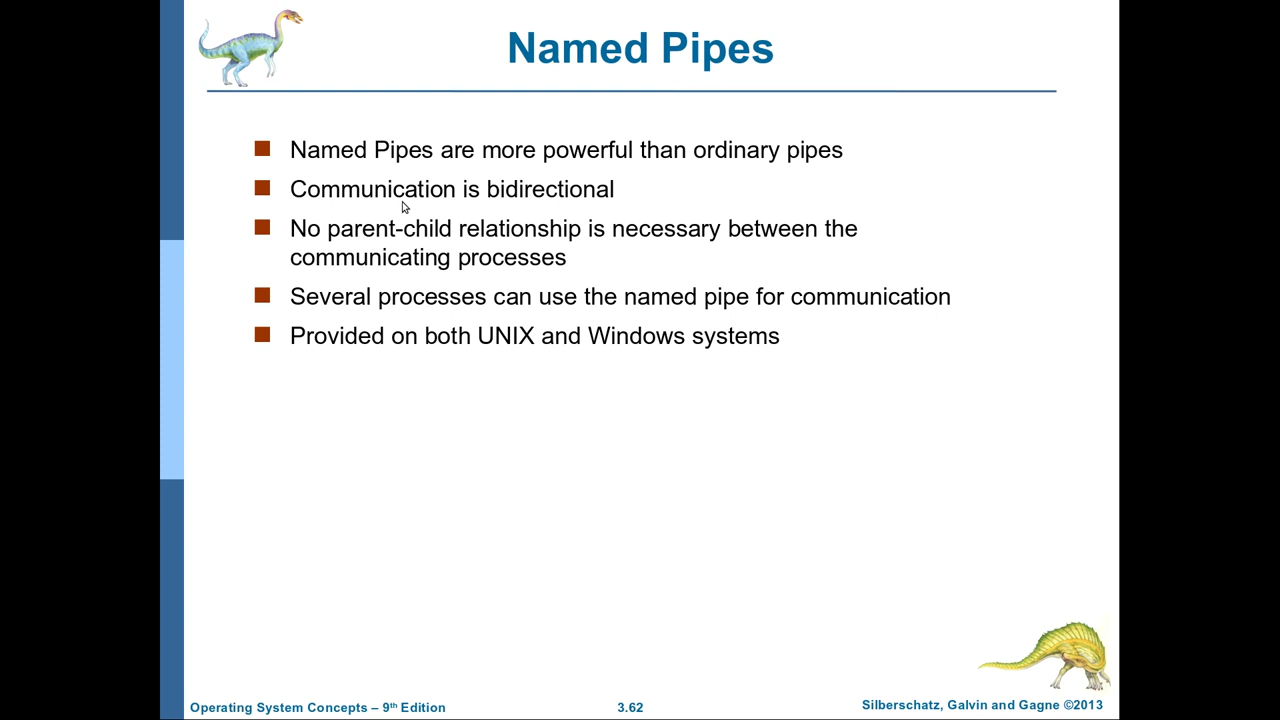 Named Pipes
Named Pipes are more powerful than ordinary pipes
Communication is bidirectional
No parent-child relationship is necessary between the
communicating processes
Several processes can use the named pipe for communication
Provided on both UNIX and Windows systems
Operating System Concepts – 9th Edition
3.62
Silberschatz, Galvin and Gagne ©2013